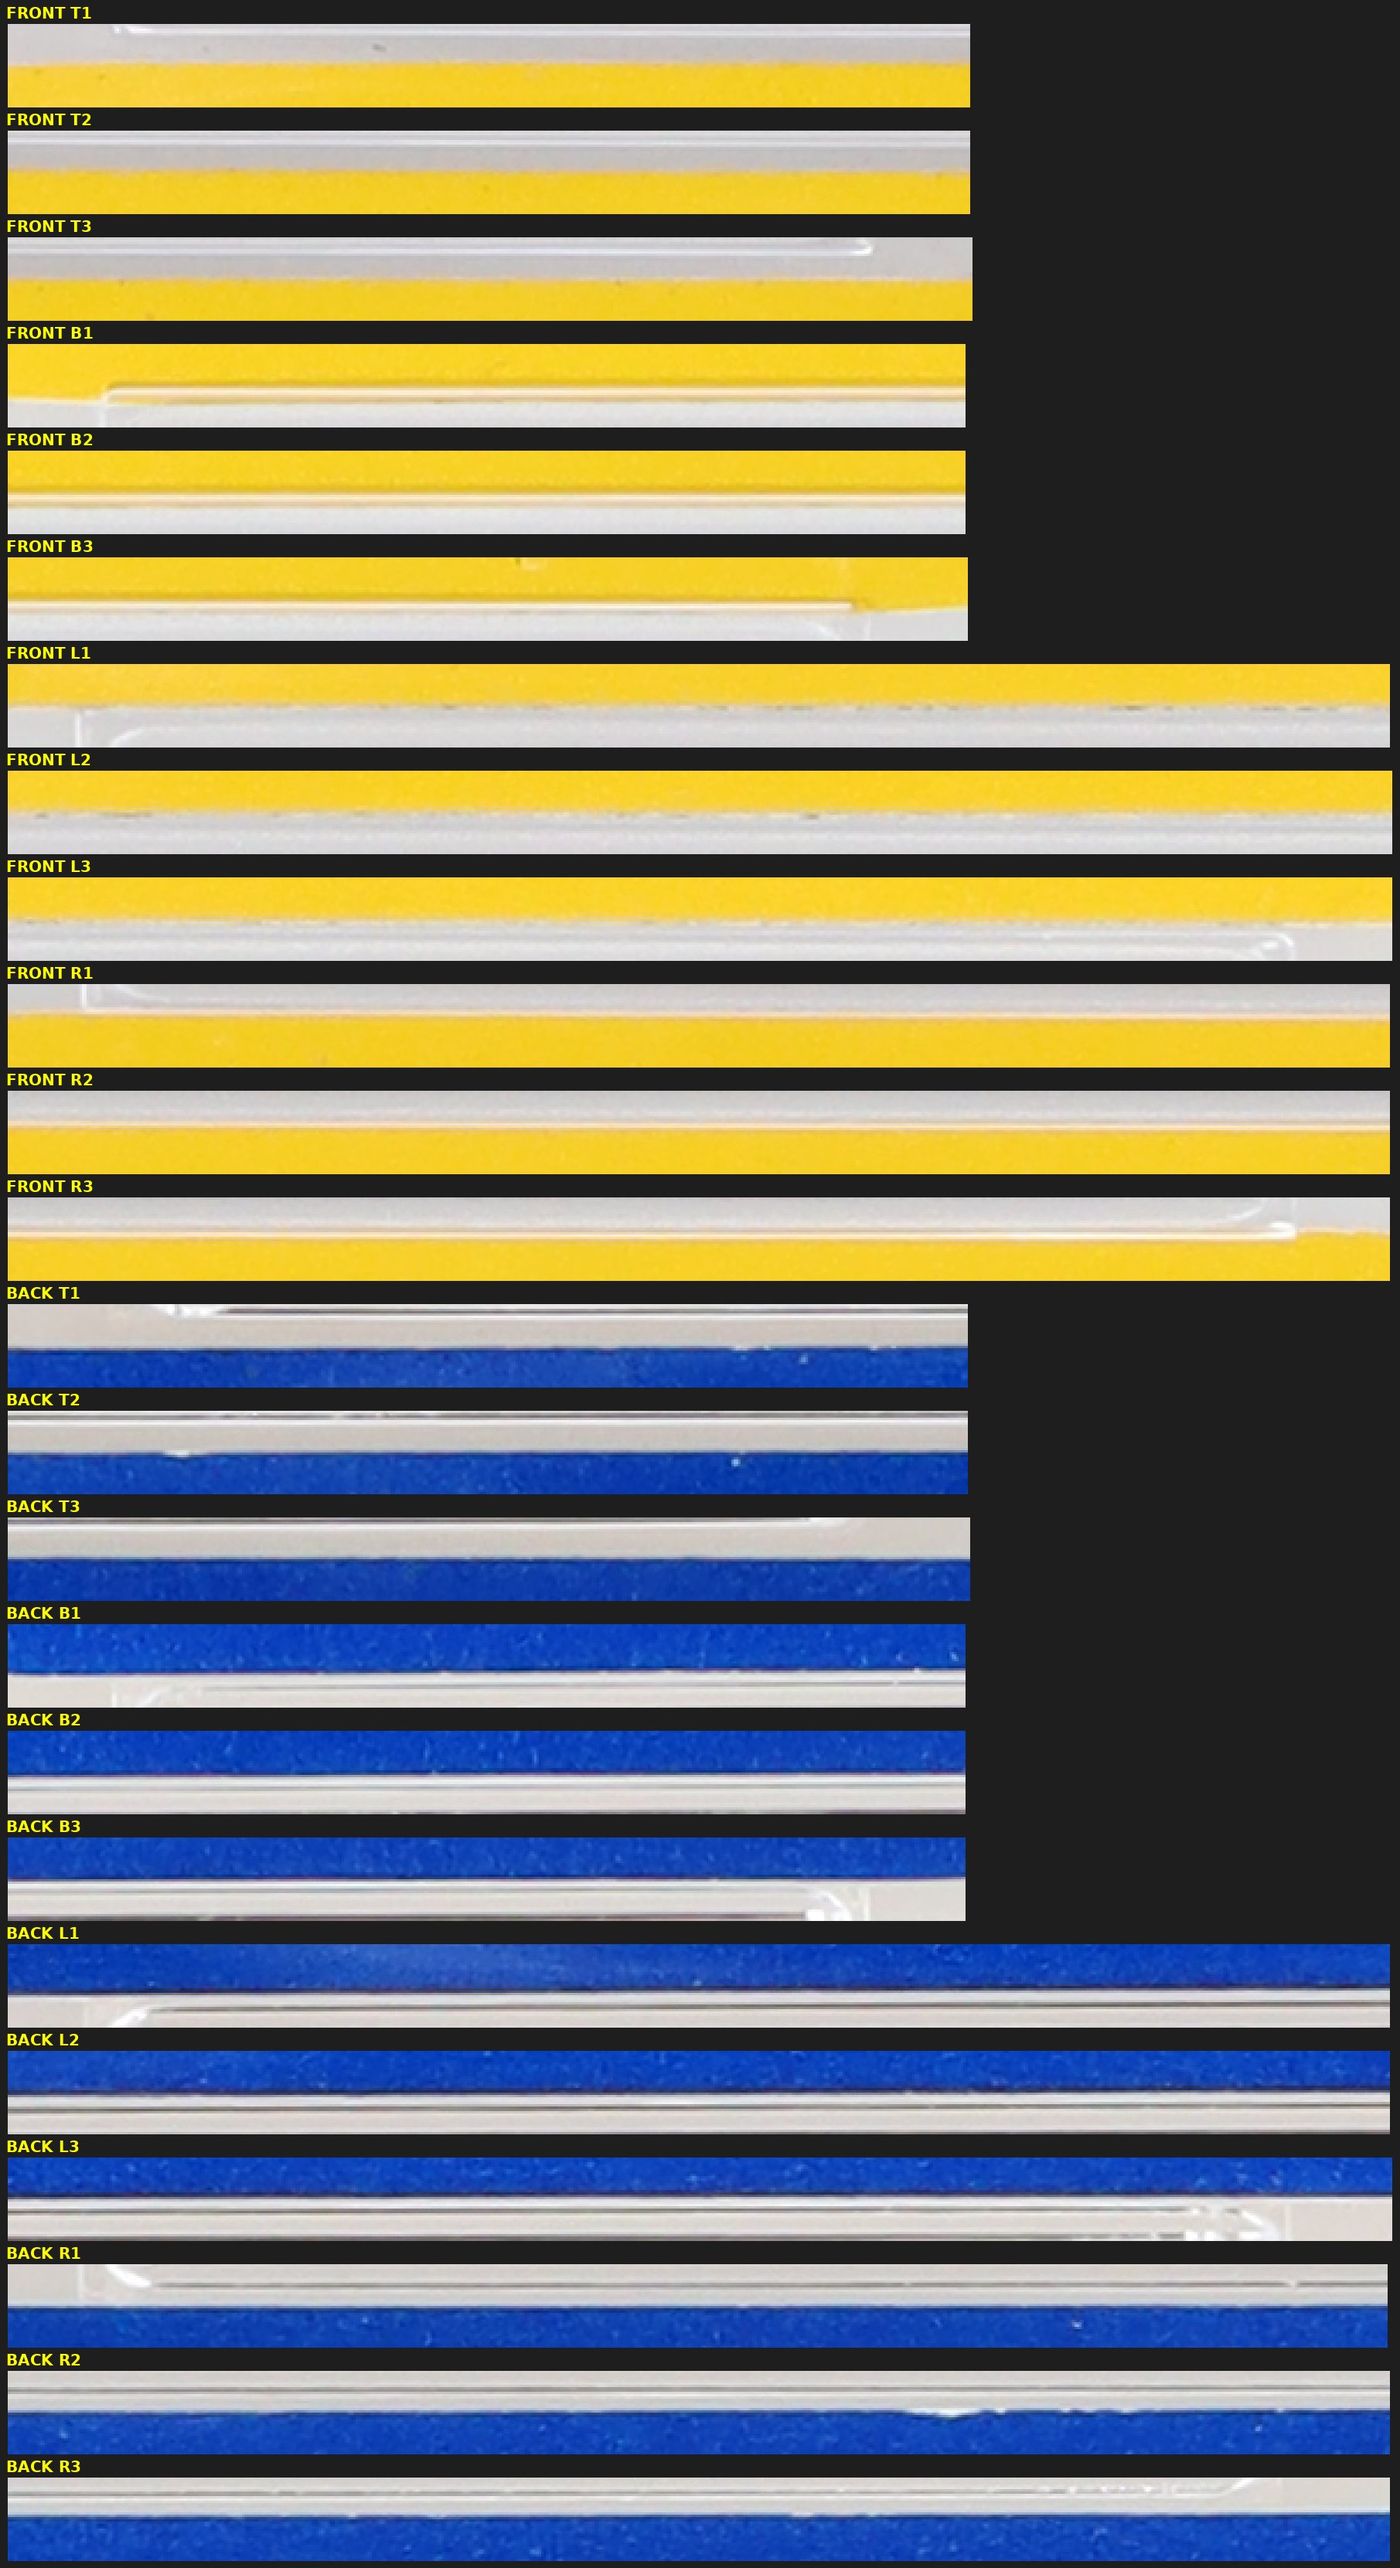 FRONT T1
FRONT T2
FRONT T3
FRONT B1
FRONT B2
FRONT B3
FRONT L1
FRONT L2
FRONT L3
FRONT R1
FRONT R2
FRONT R3
BACK T1
BACK T2
BACK T3
BACK B1
BACK B2
BACK B3
BACK L1
BACK L2
BACK L3
BACK R1
BACK R2
BACK R3